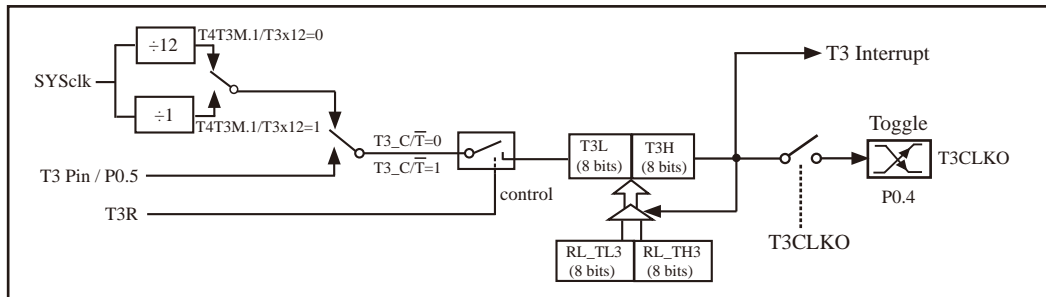 ÷12
T4T3M.1/T3x12=0
SYSclk
÷1
T4T3M.1/T3x12=1
T3_C/T̅=0
T3_C/T̅=1
T3 Pin / P0.5
T3R
control
T3L
(8 bits)
T3H
(8 bits)
T3 Interrupt
Toggle
T3CLKO
P0.4
T3CLKO
RL_TL3
(8 bits)
RL_TH3
(8 bits)